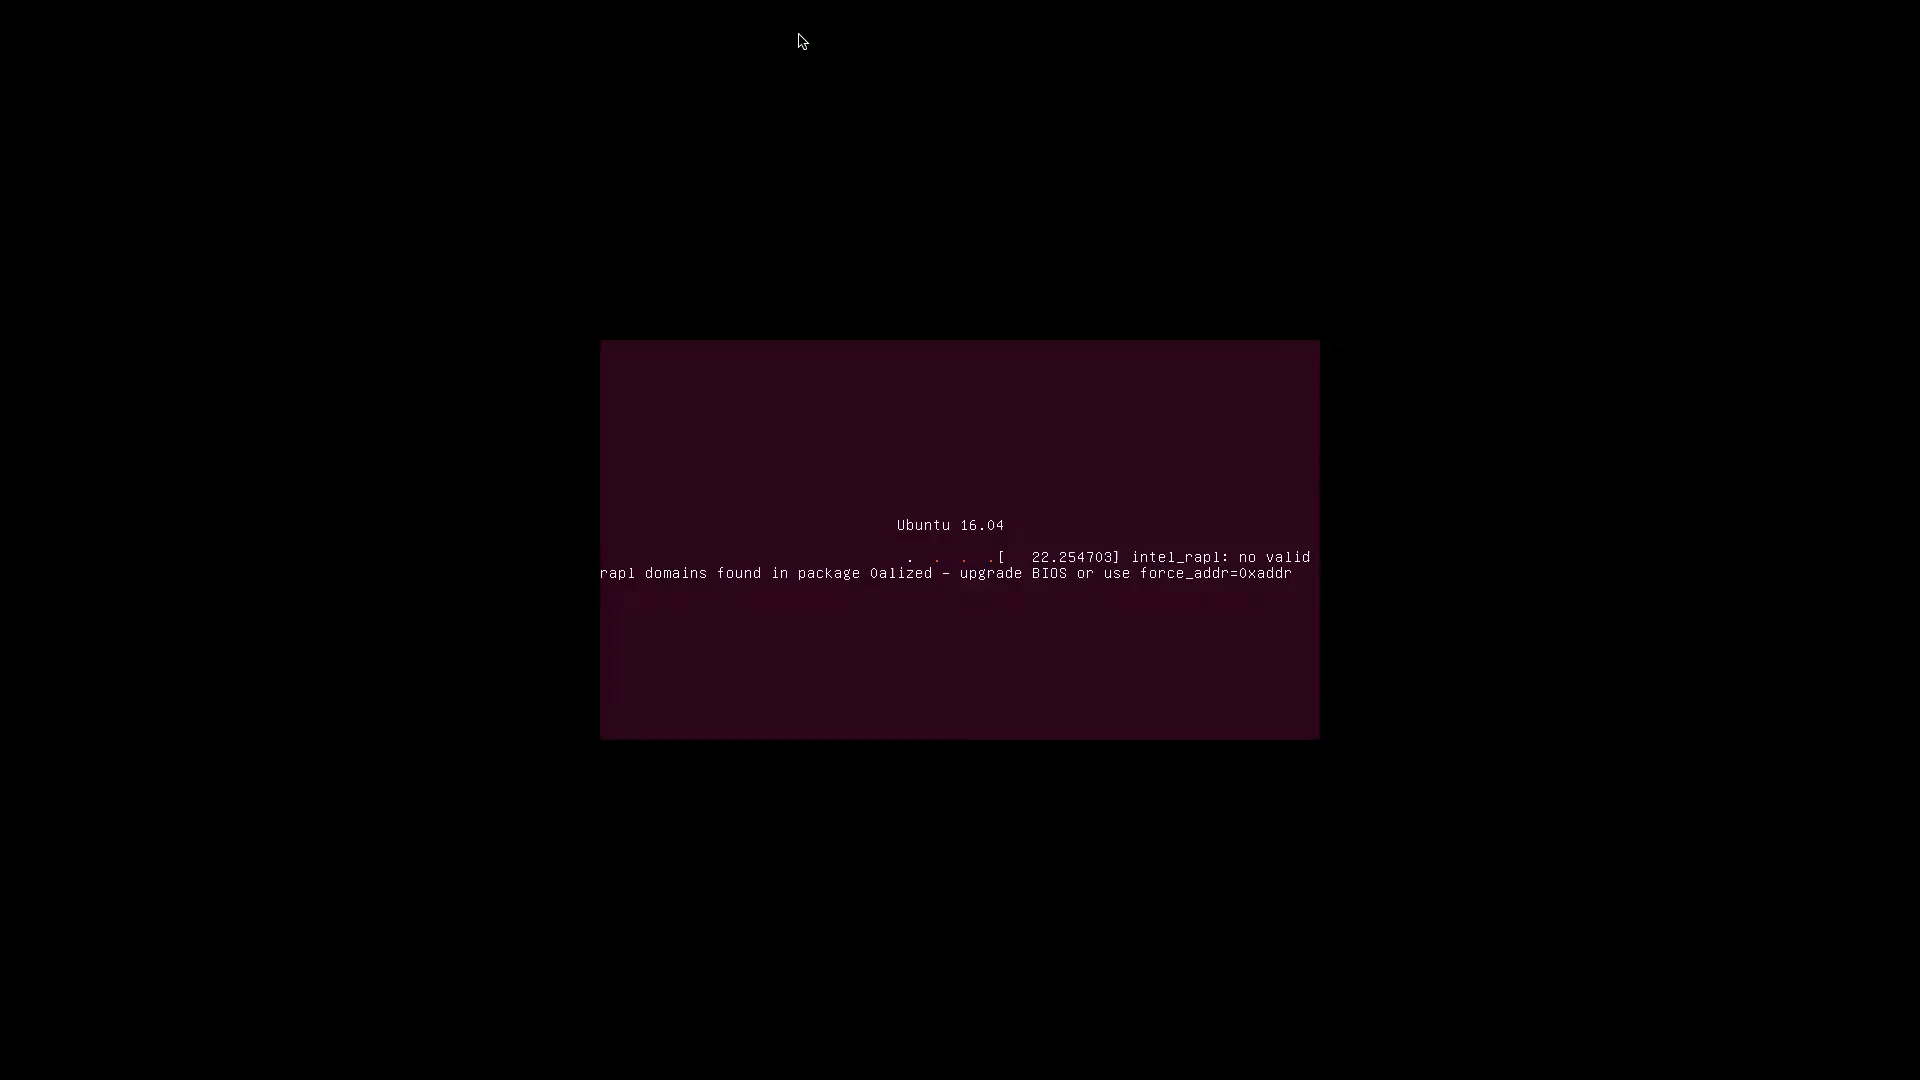 Ubuntu 16.04
. . . .[   22.254703] intel_rapl: no valid
rapl domains found in package 0alized - upgrade BIOS or use force_addr=0xaddr